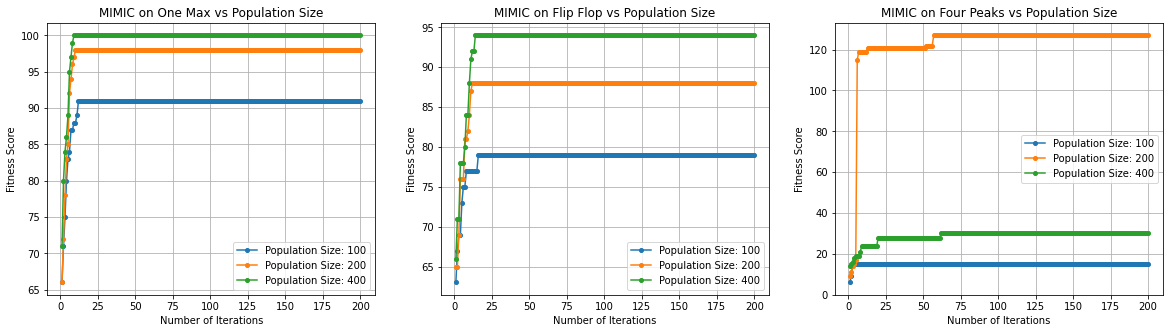 MIMIC on One Max vs Population Size
Fitness Score
100
95
90
85
80
75
70
65
0
25
50
75
100
125
150
175
200
Number of Iterations
Population Size: 100
Population Size: 200
Population Size: 400
MIMIC on Flip Flop vs Population Size
Fitness Score
95
90
85
80
75
70
65
0
25
50
75
100
125
150
175
200
Number of Iterations
Population Size: 100
Population Size: 200
Population Size: 400
MIMIC on Four Peaks vs Population Size
Fitness Score
120
100
80
60
40
20
0
0
25
50
75
100
125
150
175
200
Number of Iterations
Population Size: 100
Population Size: 200
Population Size: 400